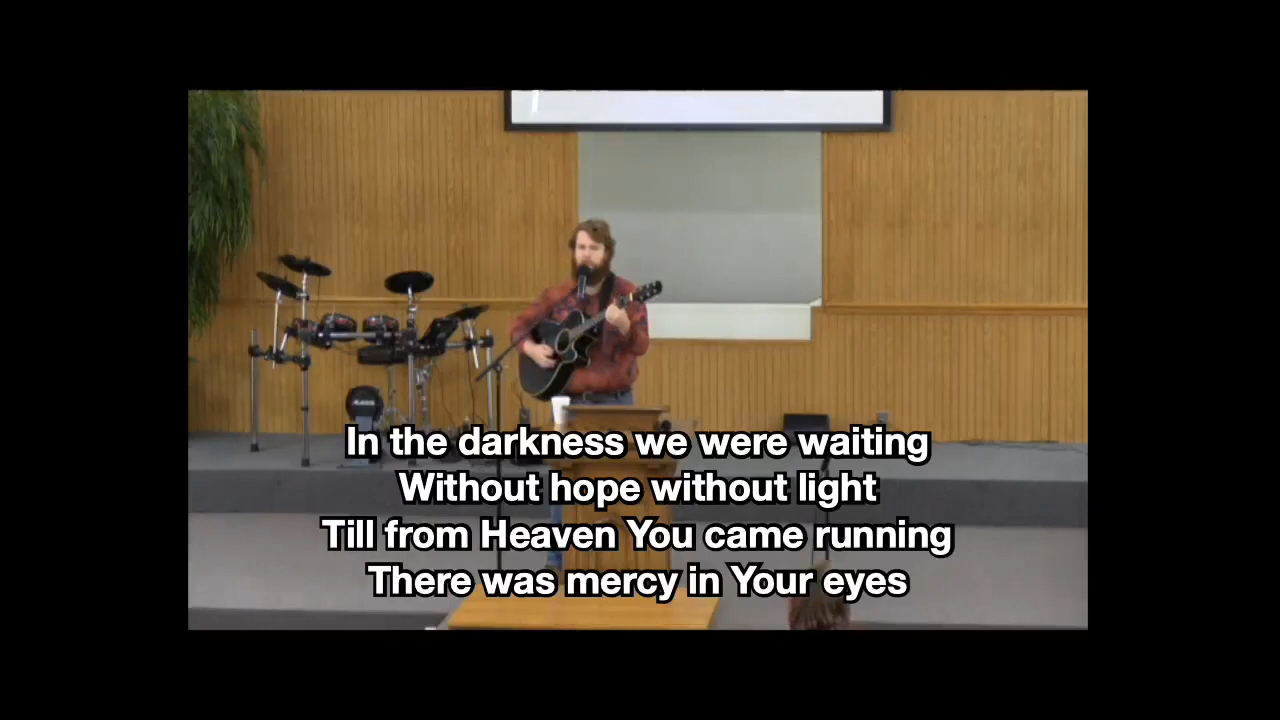 In the darkness we were waiting
Without hope without light
Till from Heaven You came running
There was mercy in Your eyes